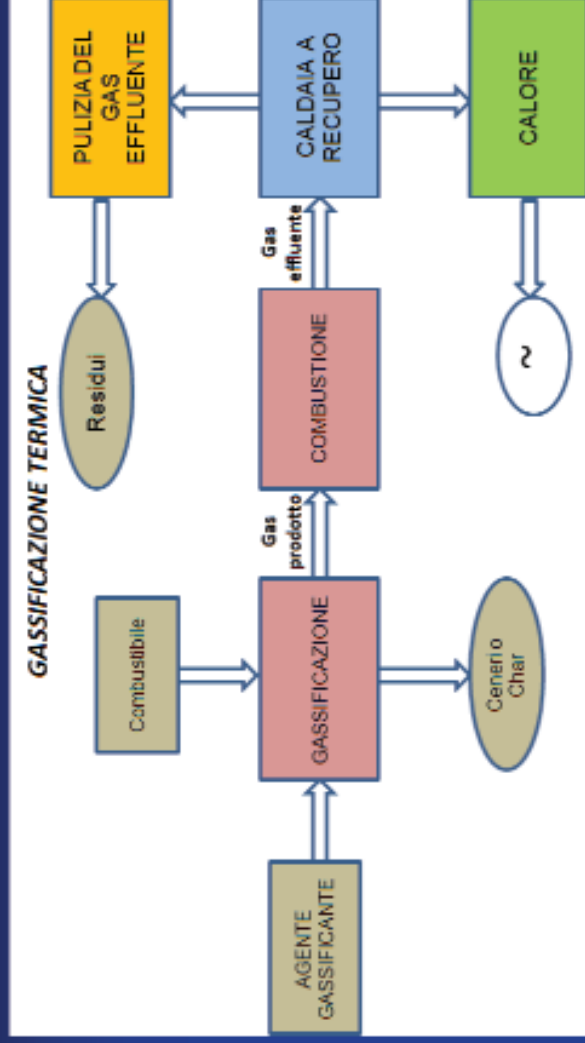 GASSIFICAZIONE TERMICA
Combustibile
Residui
PULIZIA DEL
GAS
EFFLUENTE
AGENTE
GASSIFICANTE
GASSIFICAZIONE
Gas
prodotto
COMBUSTIONE
Gas
effluente
CALDAIA A
RECUPERO
Cenerio
Char
~
CALORE